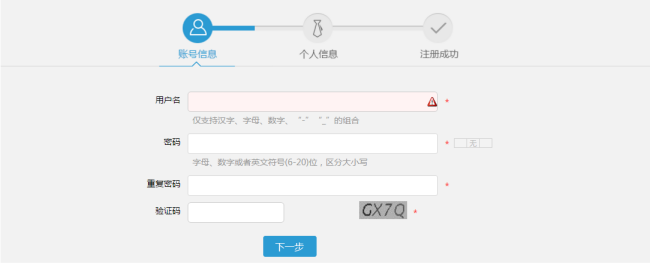 账号信息 个人信息 注册成功
用户名 *
仅支持汉字、字母、数字、“-”“_”的组合
密码 * 无
字母、数字或者英文符号(6-20)位，区分大小写
重复密码 *
验证码 GX7Q *
下一步